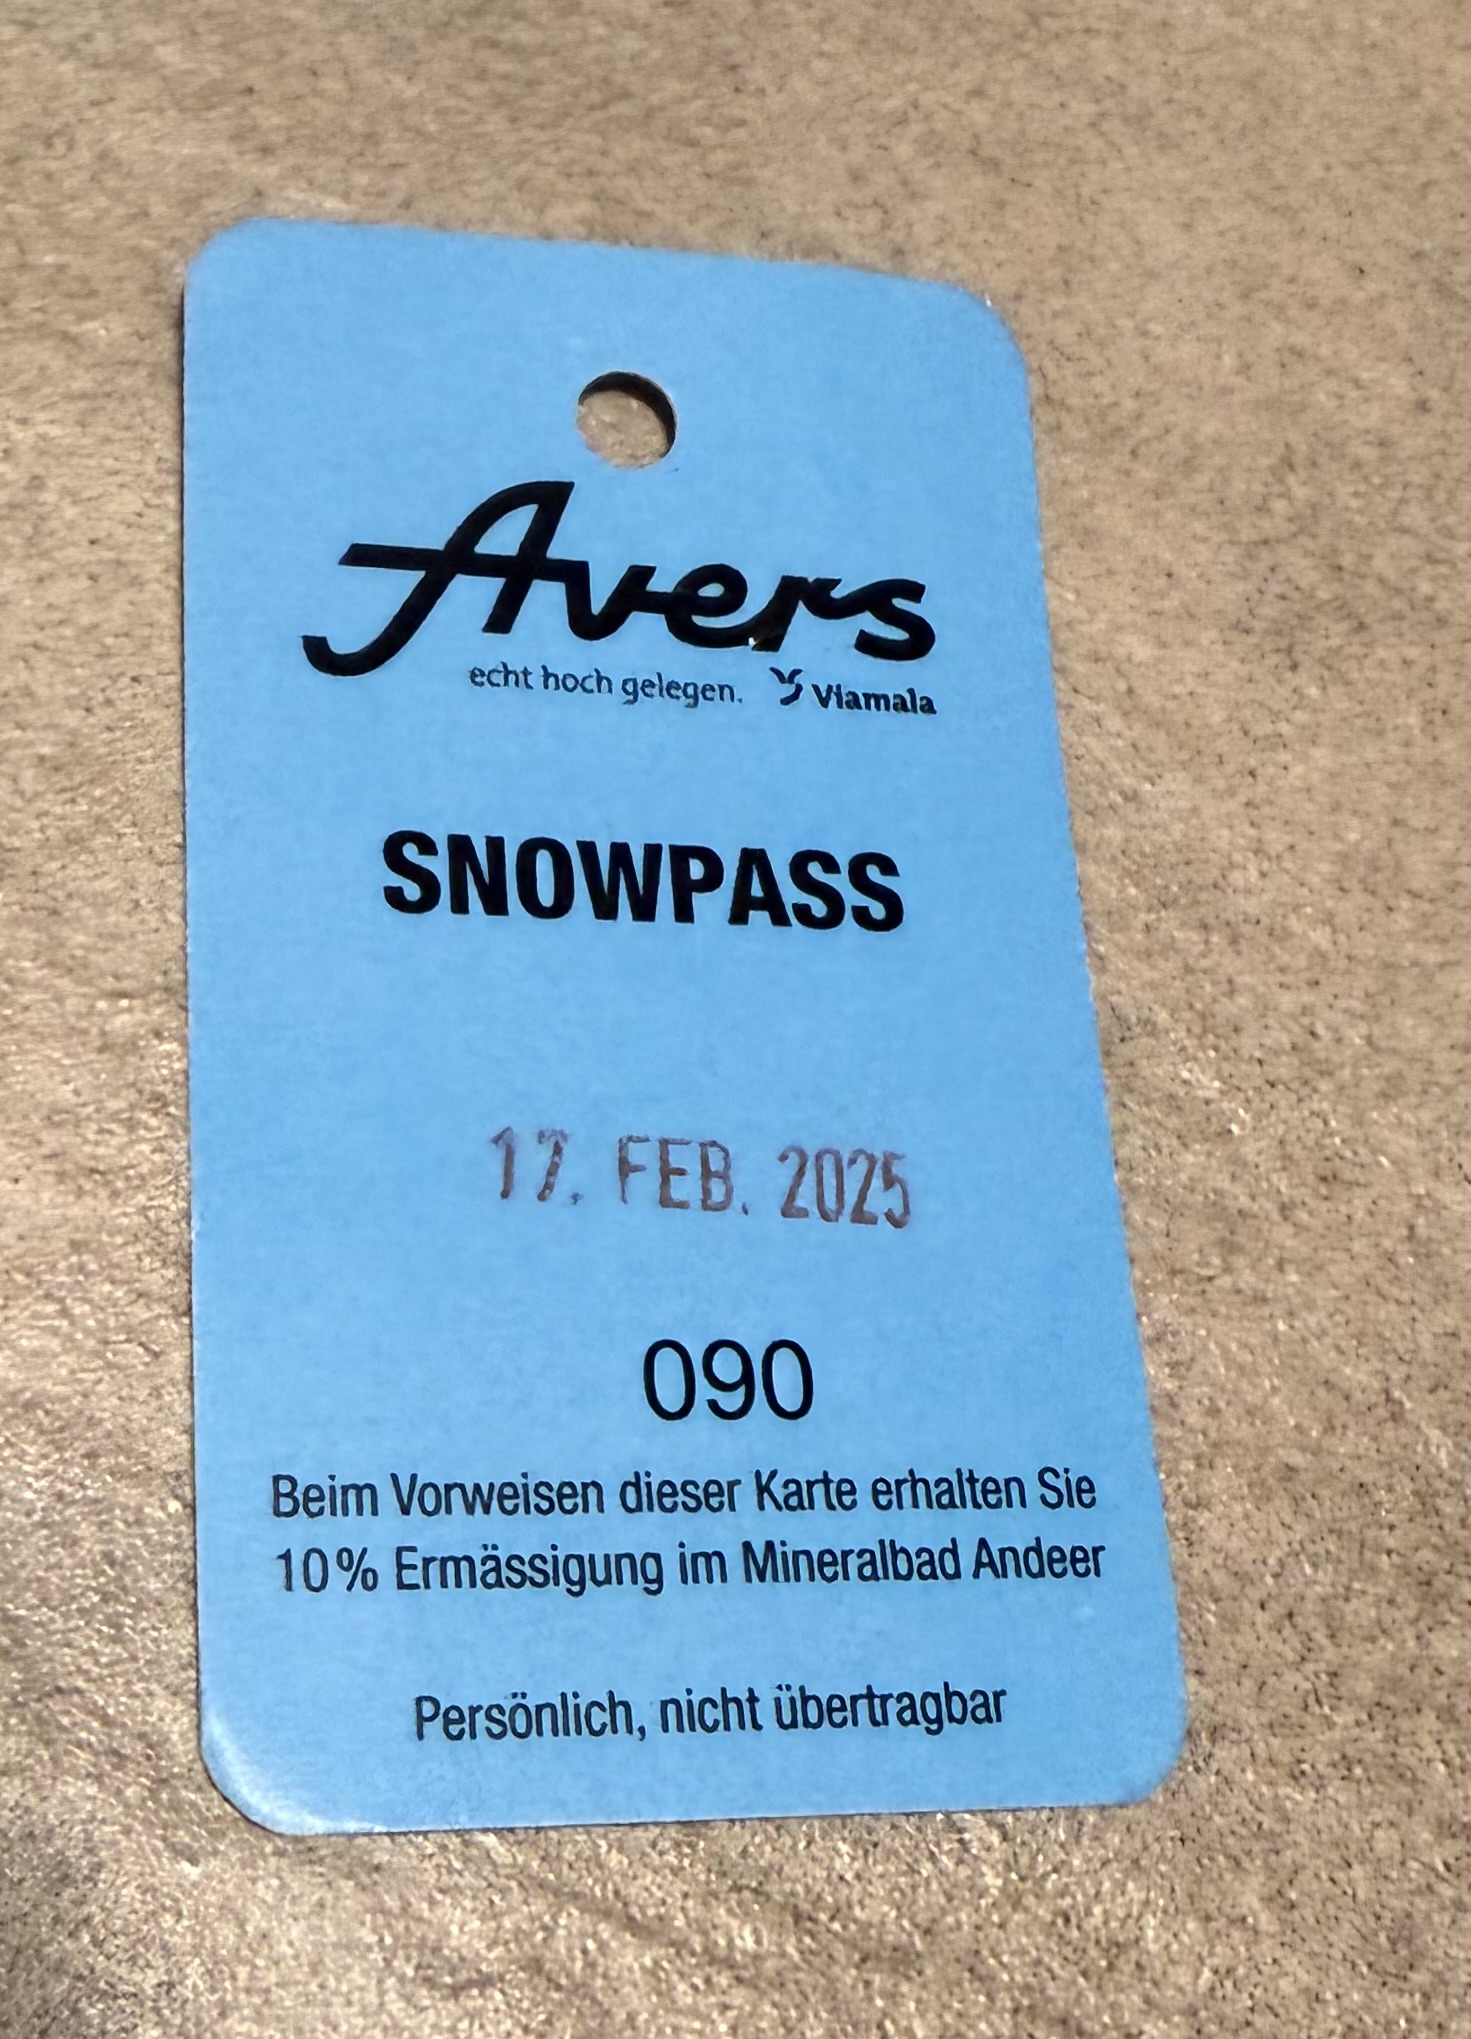 Avers
echt hoch gelegen. Viamala
SNOWPASS
17. FEB. 2025
090
Beim Vorweisen dieser Karte erhalten Sie
10% Ermässigung im Mineralbad Andeer
Persönlich, nicht übertragbar